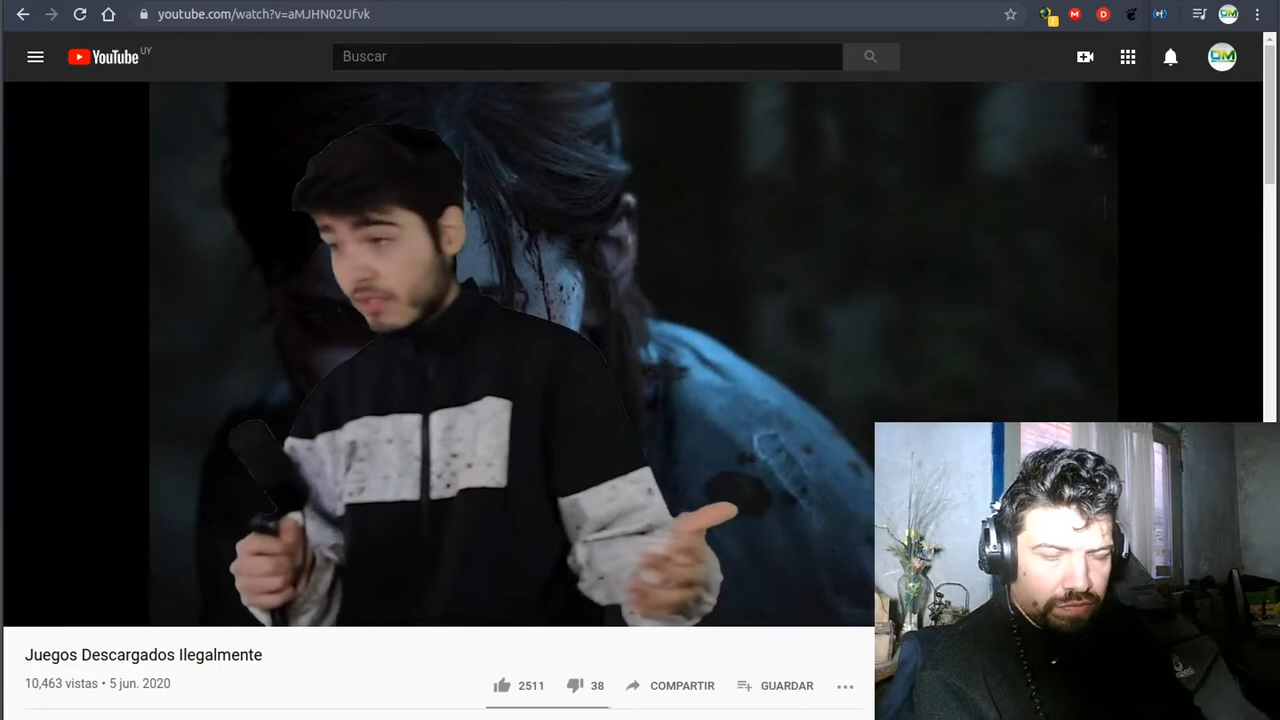 youtube.com/watch?v=aMJHN02Ufvk
YouTube UY
Buscar
DM
Juegos Descargados Ilegalmente
10,463 vistas • 5 jun. 2020
2511 38 COMPARTIR GUARDAR